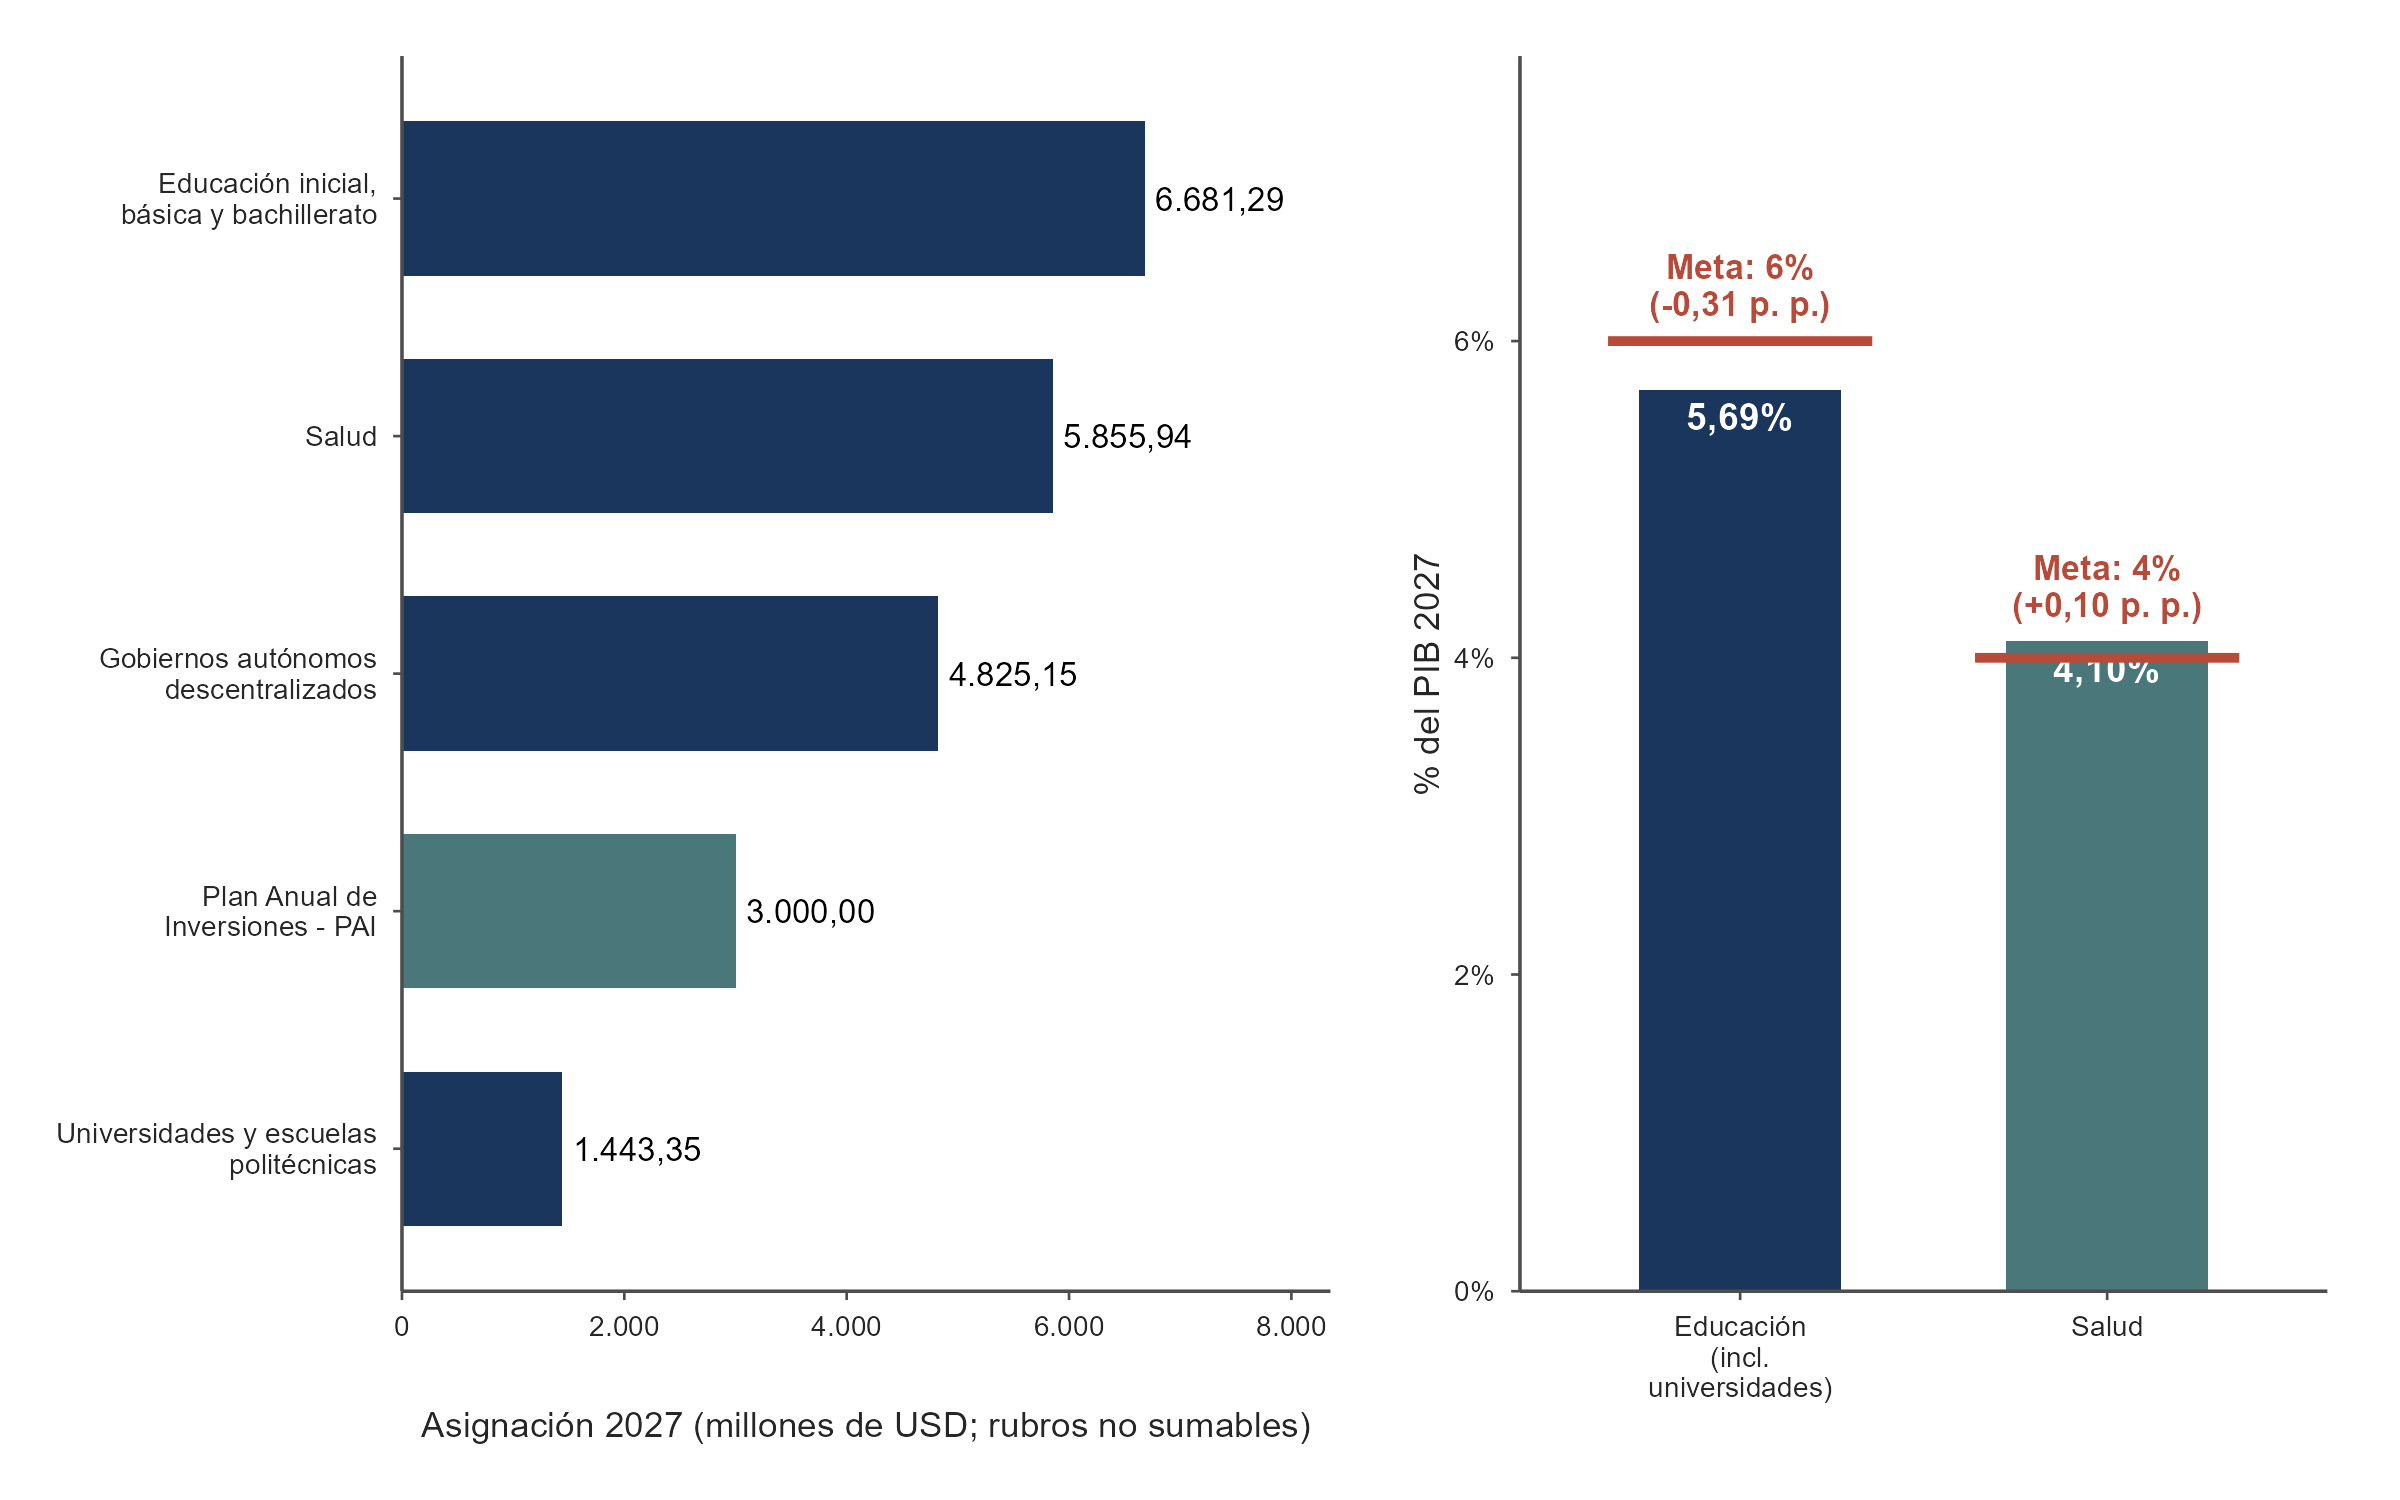 Educación inicial,
básica y bachillerato
6.681,29
Salud
5.855,94
Gobiernos autónomos
descentralizados
4.825,15
Plan Anual de
Inversiones - PAI
3.000,00
Universidades y escuelas
politécnicas
1.443,35
0
2.000
4.000
6.000
8.000
Asignación 2027 (millones de USD; rubros no sumables)
% del PIB 2027
6%
4%
2%
0%
Meta: 6%
(-0,31 p. p.)
5,69%
Meta: 4%
(+0,10 p. p.)
4,10%
Educación
(incl.
universidades)
Salud